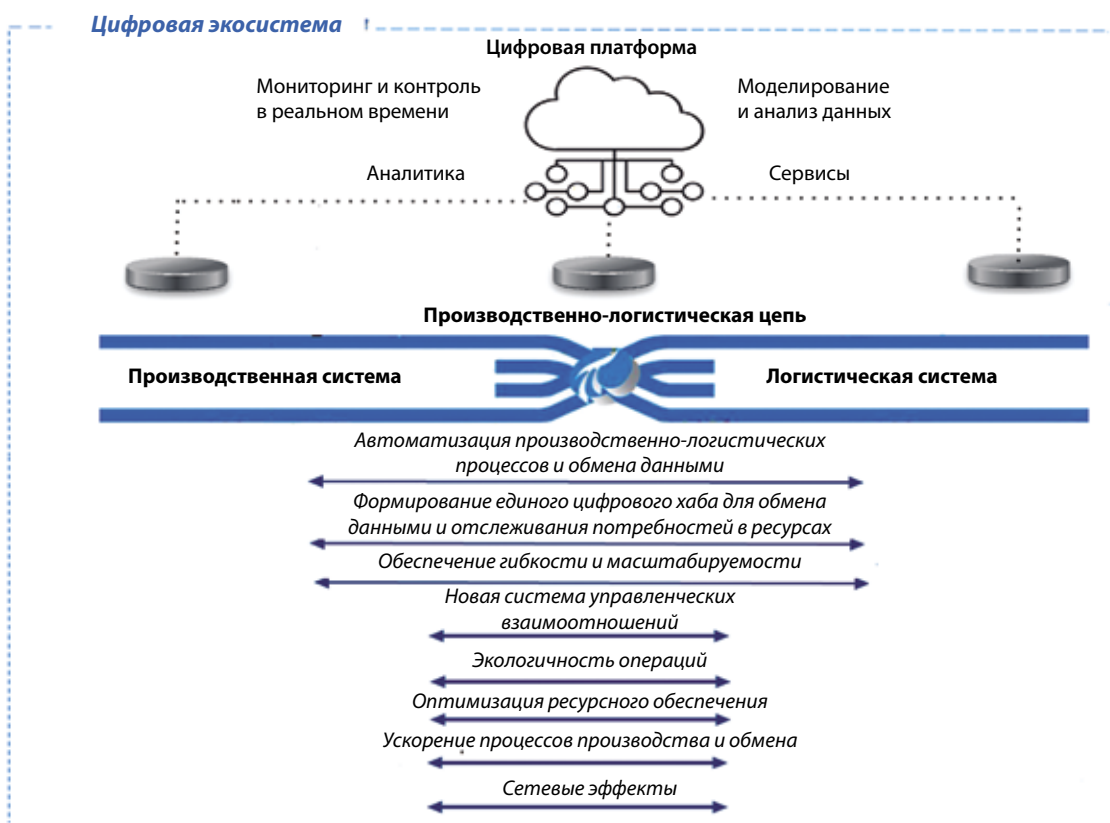 Цифровая экосистема
Цифровая платформа
Мониторинг и контроль
в реальном времени
Моделирование
и анализ данных
Аналитика
Сервисы
Производственно-логистическая цепь
Производственная система
Логистическая система
Автоматизация производственно-логистических
процессов и обмена данными
Формирование единого цифрового хаба для обмена
данными и отслеживания потребностей в ресурсах
Обеспечение гибкости и масштабируемости
Новая система управленческих
взаимоотношений
Экологичность операций
Оптимизация ресурсного обеспечения
Ускорение процессов производства и обмена
Сетевые эффекты